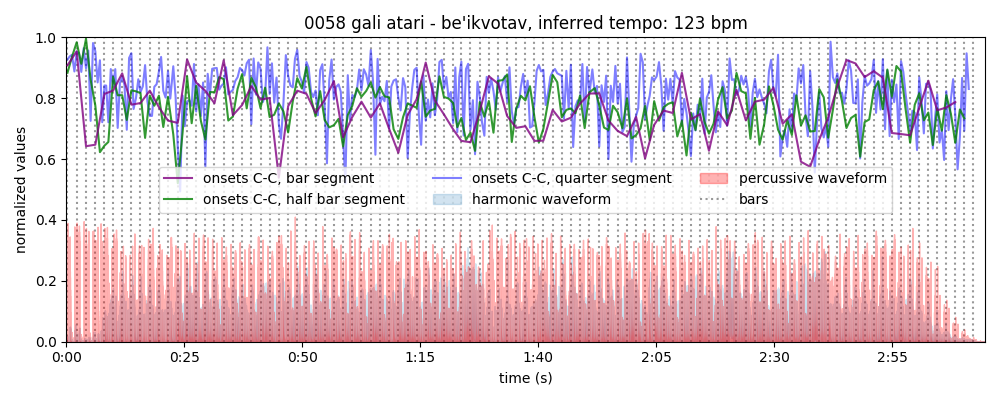 0058 gali atari - be'ikvotav, inferred tempo: 123 bpm
normalized values
1.0
0.8
0.6
0.4
0.2
0.0
onsets C-C, bar segment
onsets C-C, half bar segment
onsets C-C, quarter segment
harmonic waveform
percussive waveform
bars
0:00 0:25 0:50 1:15 1:40 2:05 2:30 2:55
time (s)